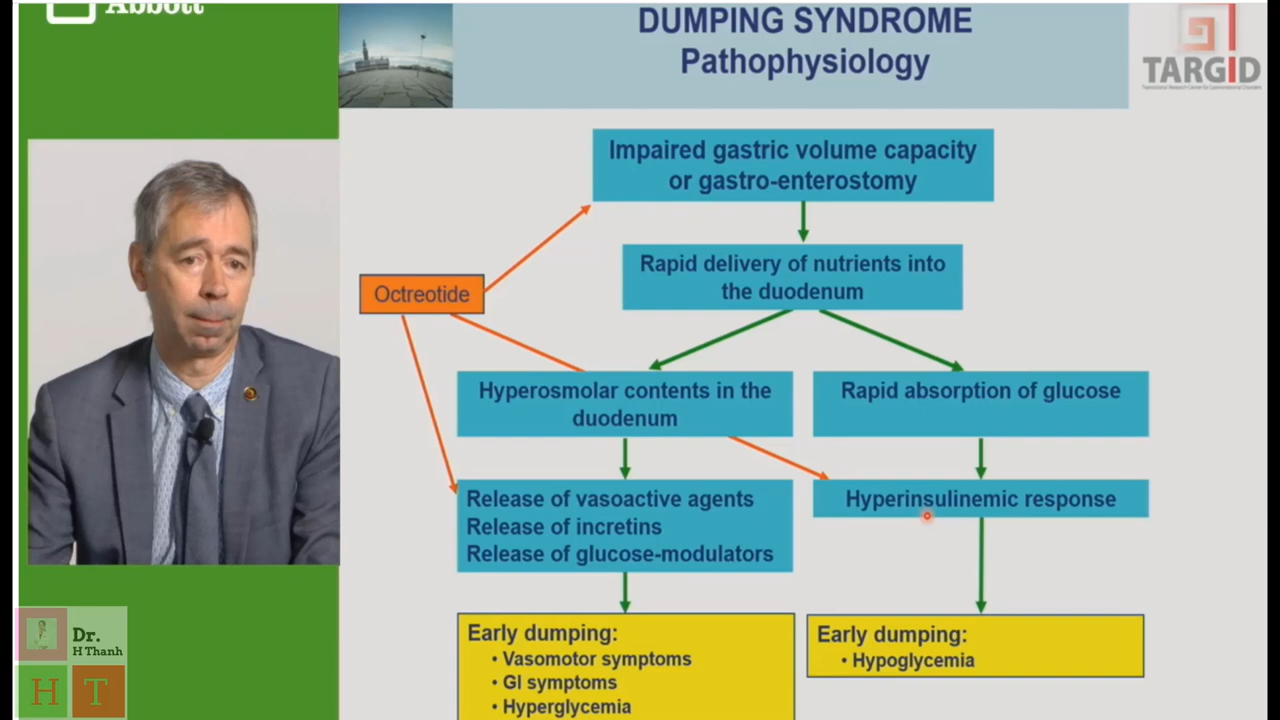 Abbott
DUMPING SYNDROME
Pathophysiology
TARGID
Impaired gastric volume capacity
or gastro-enterostomy
Rapid delivery of nutrients into
the duodenum
Octreotide
Hyperosmolar contents in the
duodenum
Rapid absorption of glucose
Release of vasoactive agents
Release of incretins
Release of glucose-modulators
Hyperinsulinemic response
Early dumping:
• Vasomotor symptoms
• GI symptoms
• Hyperglycemia
Early dumping:
• Hypoglycemia
Dr.
H Thanh
H T